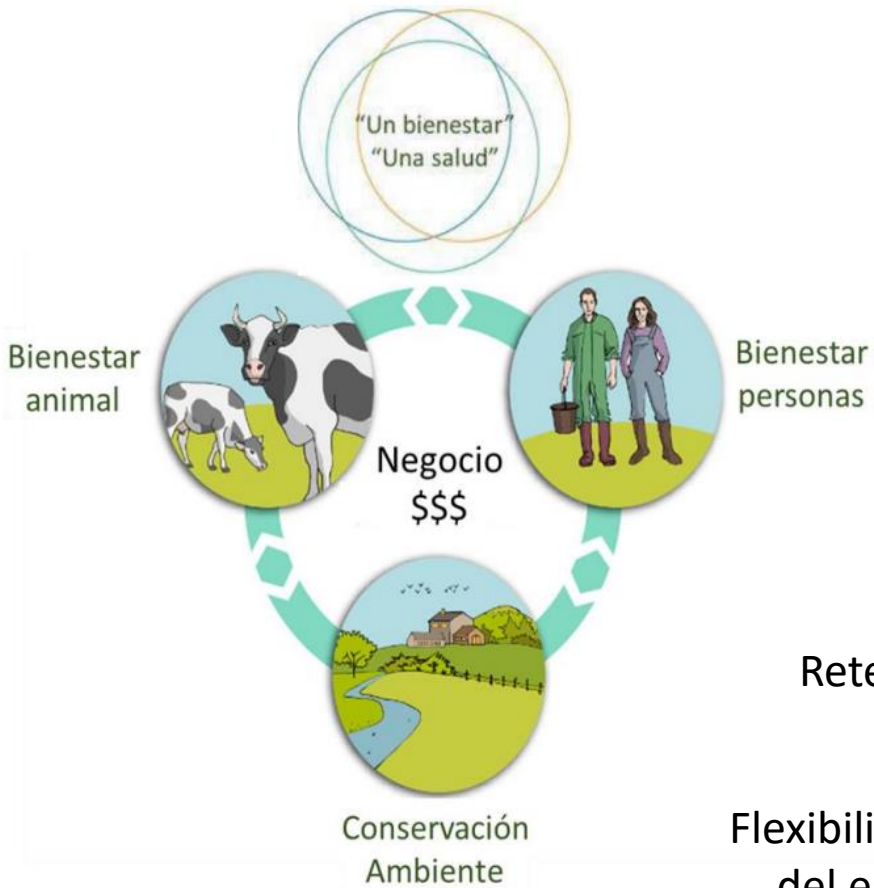 “Un bienestar”
“Una salud”
Bienestar
animal
Bienestar
personas
Negocio
$$$
Conservación
Ambiente